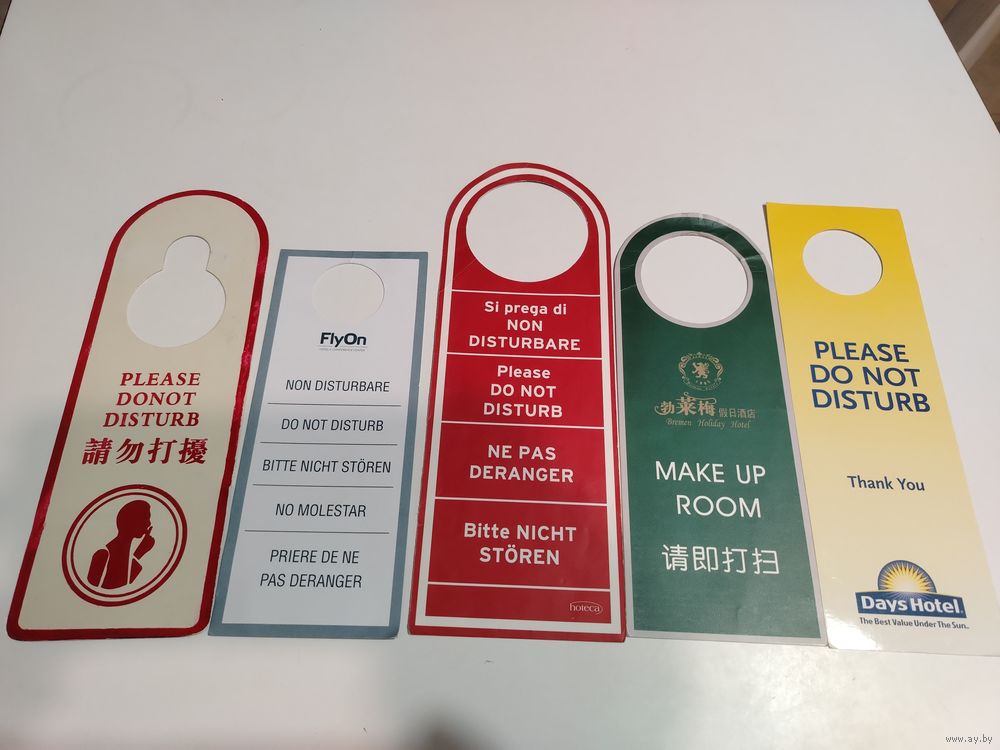 PLEASE
DONOT
DISTURB
請勿打擾
FlyOn
NON DISTURBARE
DO NOT DISTURB
BITTE NICHT STÖREN
NO MOLESTAR
PRIERE DE NE
PAS DERANGER
Si prega di
NON
DISTURBARE
Please
DO NOT
DISTURB
NE PAS
DERANGER
Bitte NICHT
STÖREN
hoteca
勃莱梅 假日酒店
Bremen Holiday Hotel
MAKE UP
ROOM
请即打扫
PLEASE
DO NOT
DISTURB
Thank You
Days Hotel
The Best Value Under The Sun..
www.ay.by